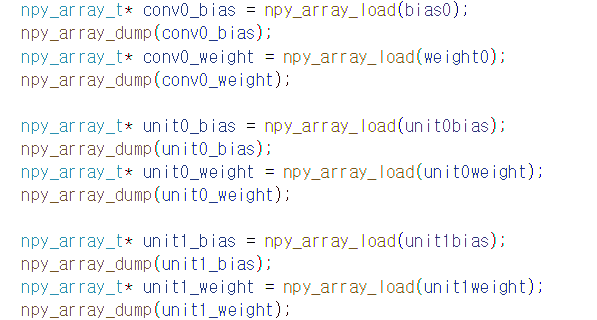 npy_array_t* conv0_bias = npy_array_load(bias0);
npy_array_dump(conv0_bias);
npy_array_t* conv0_weight = npy_array_load(weight0);
npy_array_dump(conv0_weight);
npy_array_t* unit0_bias = npy_array_load(unit0bias);
npy_array_dump(unit0_bias);
npy_array_t* unit0_weight = npy_array_load(unit0weight);
npy_array_dump(unit0_weight);
npy_array_t* unit1_bias = npy_array_load(unit1bias);
npy_array_dump(unit1_bias);
npy_array_t* unit1_weight = npy_array_load(unit1weight);
npy_array_dump(unit1_weight);